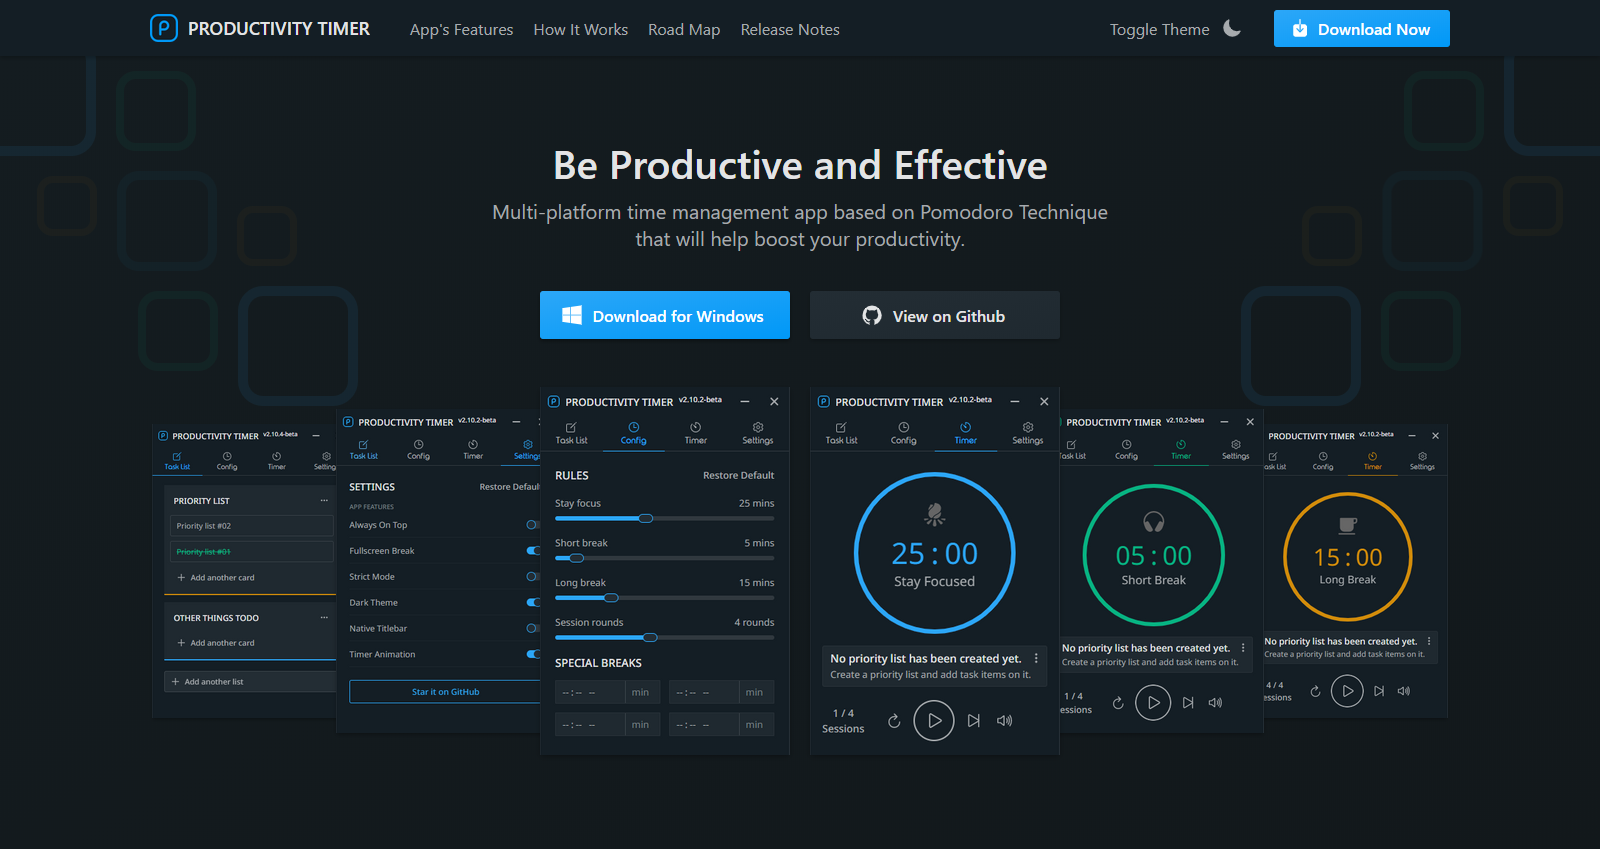 PRODUCTIVITY TIMER
App's Features
How It Works
Road Map
Release Notes
Toggle Theme
Download Now
Be Productive and Effective
Multi-platform time management app based on Pomodoro Technique
that will help boost your productivity.
Download for Windows
View on Github
PRODUCTIVITY TIMER v2.10.4-beta
Task List
Config
Timer
Setting
PRIORITY LIST
Priority list #02
Priority list #01
Add another card
OTHER THINGS TODO
Add another card
Add another list
PRODUCTIVITY TIMER v2.10.2-beta
Task List
Config
Timer
Settings
SETTINGS
Restore Default
APP FEATURES
Always On Top
Fullscreen Break
Strict Mode
Dark Theme
Native Titlebar
Timer Animation
Star it on GitHub
PRODUCTIVITY TIMER v2.10.2-beta
Task List
Config
Timer
Settings
RULES
Restore Default
Stay focus
25 mins
Short break
5 mins
Long break
15 mins
Session rounds
4 rounds
SPECIAL BREAKS
--:-- --
min
--:-- --
min
--:-- --
min
--:-- --
min
PRODUCTIVITY TIMER v2.10.2-beta
Task List
Config
Timer
Settings
25 : 00
Stay Focused
No priority list has been created yet.
Create a priority list and add task items on it.
1 / 4
Sessions
PRODUCTIVITY TIMER v2.10.2-beta
ask List
Config
Timer
Settings
05 : 00
Short Break
No priority list has been created yet.
Create a priority list and add task items on it.
1 / 4
essions
PRODUCTIVITY TIMER v2.10.2-beta
ask List
Config
Timer
Settings
15 : 00
Long Break
No priority list has been created yet.
Create a priority list and add task items on it.
4 / 4
essions